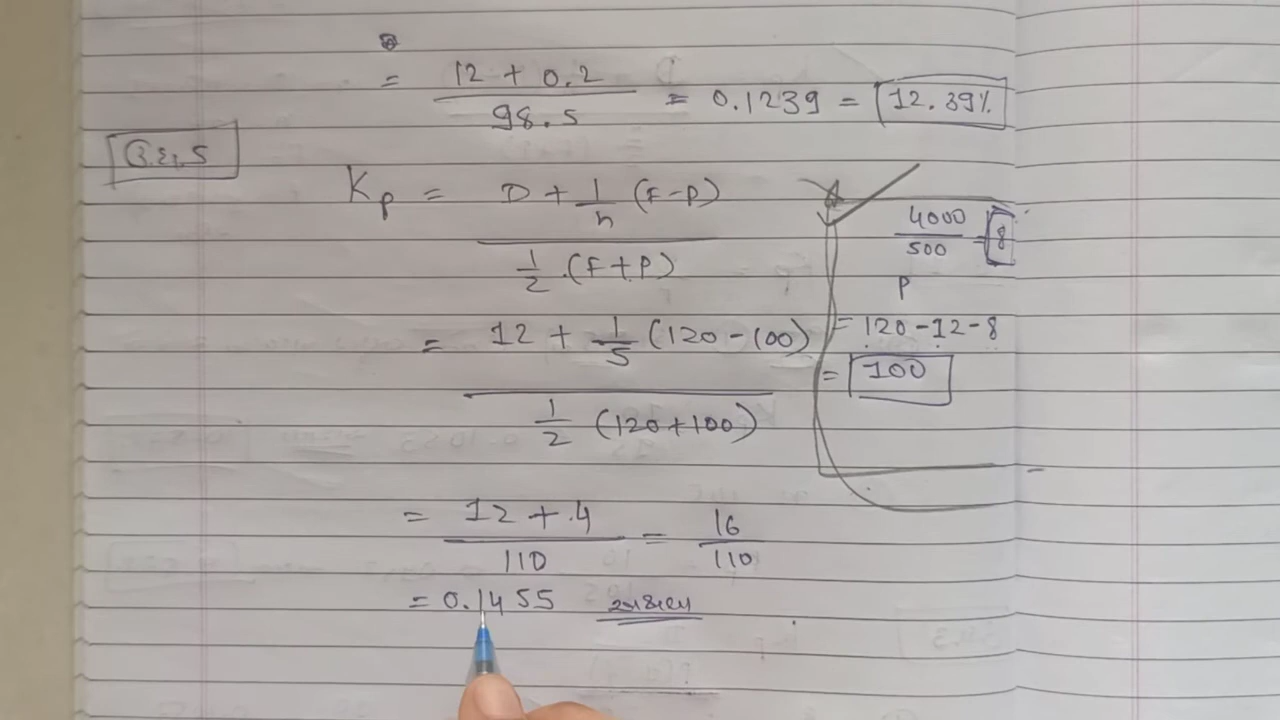 = 12 + 0.2 / 98.5 = 0.1239 = 12.39%
Kp = D + 1/n (F-P) / 1/2 .(F+P)
4000 / 500 = 8
P
= 12 + 1/5 (120-100) / 1/2 (120+100)
= 120-12-8
= 100
= 12 + .4 / 110 = 16 / 110
= 0.1455